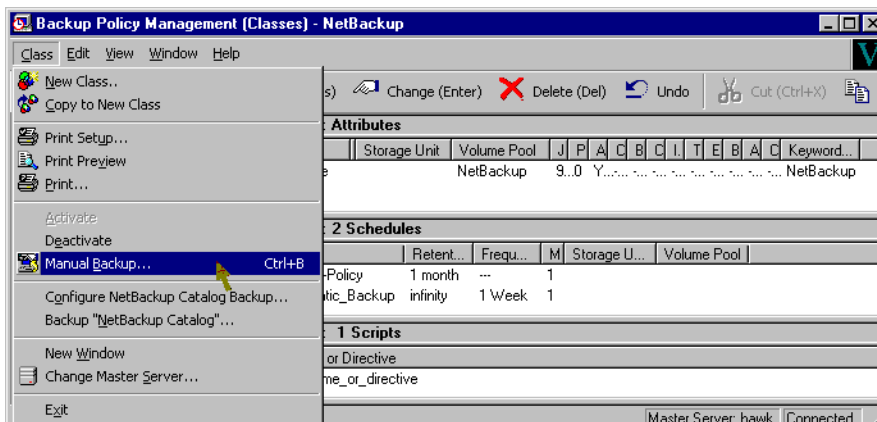 Backup Policy Management (Classes) - NetBackup
Class Edit View Window Help
New Class..
Copy to New Class
s) Change (Enter) Delete (Del) Undo Cut (Ctrl+X)
Print Setup...
Print Preview
Print...
Activate
Deactivate
Manual Backup... Ctrl+B
Configure NetBackup Catalog Backup...
Backup "NetBackup Catalog"...
New Window
Change Master Server...
Exit
: Attributes
Storage Unit Volume Pool J P A C B C I. T E B A C Keyword...
e NetBackup 9...0 Y...-... -... -... -... -... -... -... -... NetBackup
: 2 Schedules
Retent... Frequ... M Storage U... Volume Pool
-Policy 1 month --- 1
tic_Backup infinity 1 Week 1
: 1 Scripts
or Directive
me_or_directive
Master Server: hawk Connected